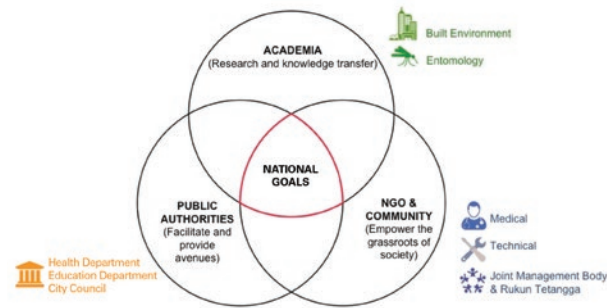 ACADEMIA
(Research and knowledge transfer)
Built Environment
Entomology
NATIONAL
GOALS
PUBLIC
AUTHORITIES
(Facilitate and
provide
avenues)
NGO &
COMMUNITY
(Empower the
grassroots of
society)
Health Department
Education Department
City Council
Medical
Technical
Joint Management Body
& Rukun Tetangga